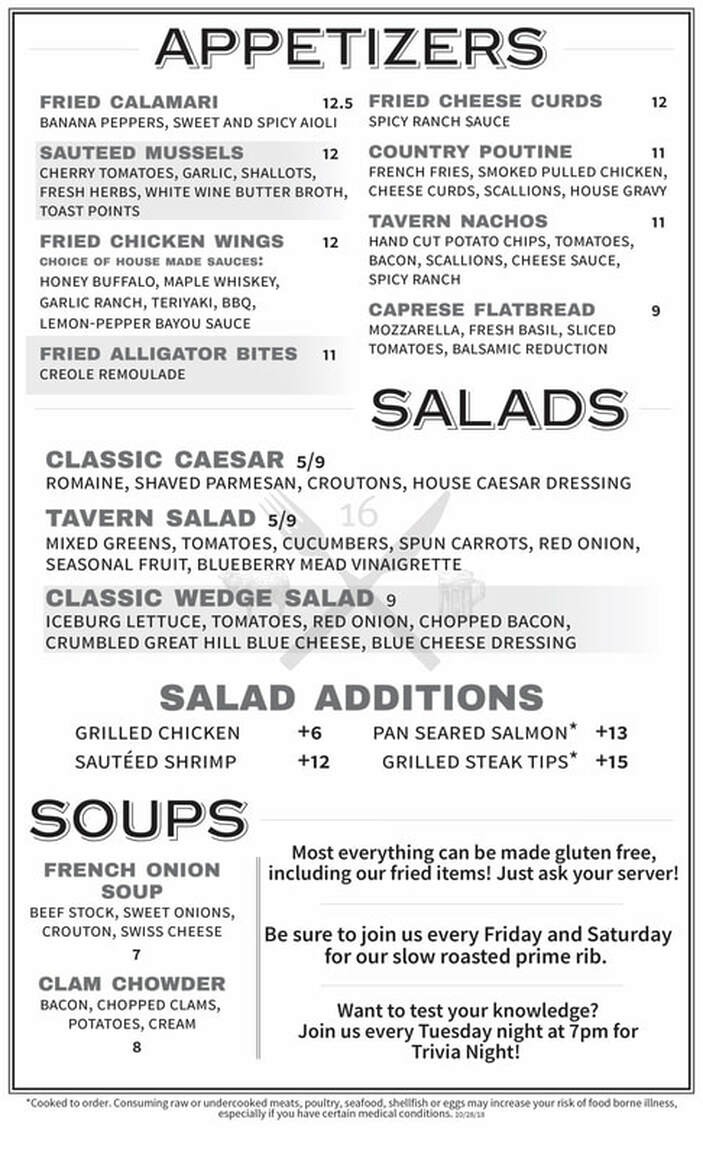 APPETIZERS
FRIED CALAMARI 12.5
BANANA PEPPERS, SWEET AND SPICY AIOLI
SAUTEED MUSSELS 12
CHERRY TOMATOES, GARLIC, SHALLOTS,
FRESH HERBS, WHITE WINE BUTTER BROTH,
TOAST POINTS
FRIED CHICKEN WINGS 12
CHOICE OF HOUSE MADE SAUCES:
HONEY BUFFALO, MAPLE WHISKEY,
GARLIC RANCH, TERIYAKI, BBQ,
LEMON-PEPPER BAYOU SAUCE
FRIED ALLIGATOR BITES 11
CREOLE REMOULADE
FRIED CHEESE CURDS 12
SPICY RANCH SAUCE
COUNTRY POUTINE 11
FRENCH FRIES, SMOKED PULLED CHICKEN,
CHEESE CURDS, SCALLIONS, HOUSE GRAVY
TAVERN NACHOS 11
HAND CUT POTATO CHIPS, TOMATOES,
BACON, SCALLIONS, CHEESE SAUCE,
SPICY RANCH
CAPRESE FLATBREAD 9
MOZZARELLA, FRESH BASIL, SLICED
TOMATOES, BALSAMIC REDUCTION
SALADS
CLASSIC CAESAR 5/9
ROMAINE, SHAVED PARMESAN, CROUTONS, HOUSE CAESAR DRESSING
16
TAVERN SALAD 5/9
MIXED GREENS, TOMATOES, CUCUMBERS, SPUN CARROTS, RED ONION,
SEASONAL FRUIT, BLUEBERRY MEAD VINAIGRETTE
CLASSIC WEDGE SALAD 9
ICEBURG LETTUCE, TOMATOES, RED ONION, CHOPPED BACON,
CRUMBLED GREAT HILL BLUE CHEESE, BLUE CHEESE DRESSING
SALAD ADDITIONS
GRILLED CHICKEN +6 PAN SEARED SALMON* +13
SAUTÉED SHRIMP +12 GRILLED STEAK TIPS* +15
SOUPS
FRENCH ONION
SOUP
BEEF STOCK, SWEET ONIONS,
CROUTON, SWISS CHEESE
7
CLAM CHOWDER
BACON, CHOPPED CLAMS,
POTATOES, CREAM
8
Most everything can be made gluten free,
including our fried items! Just ask your server!
Be sure to join us every Friday and Saturday
for our slow roasted prime rib.
Want to test your knowledge?
Join us every Tuesday night at 7pm for
Trivia Night!
*Cooked to order. Consuming raw or undercooked meats, poultry, seafood, shellfish or eggs may increase your risk of food borne illness,
especially if you have certain medical conditions. 10/28/18